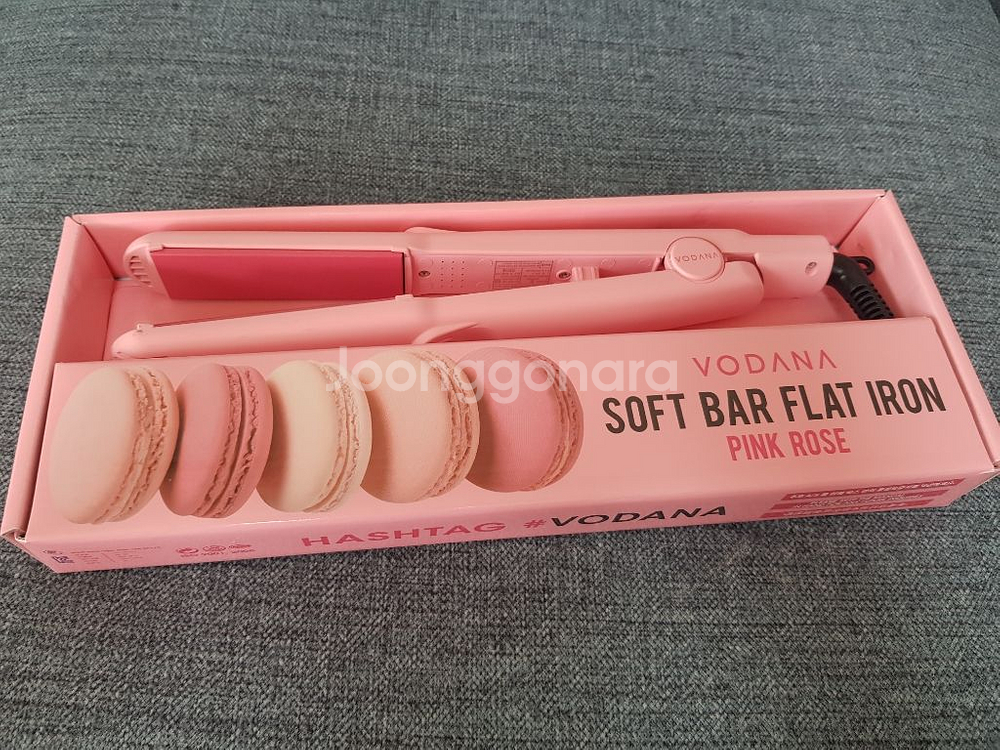 VODANA
Joonggonara
VODANA
SOFT BAR FLAT IRON
PINK ROSE
HASHTAG #VODANA